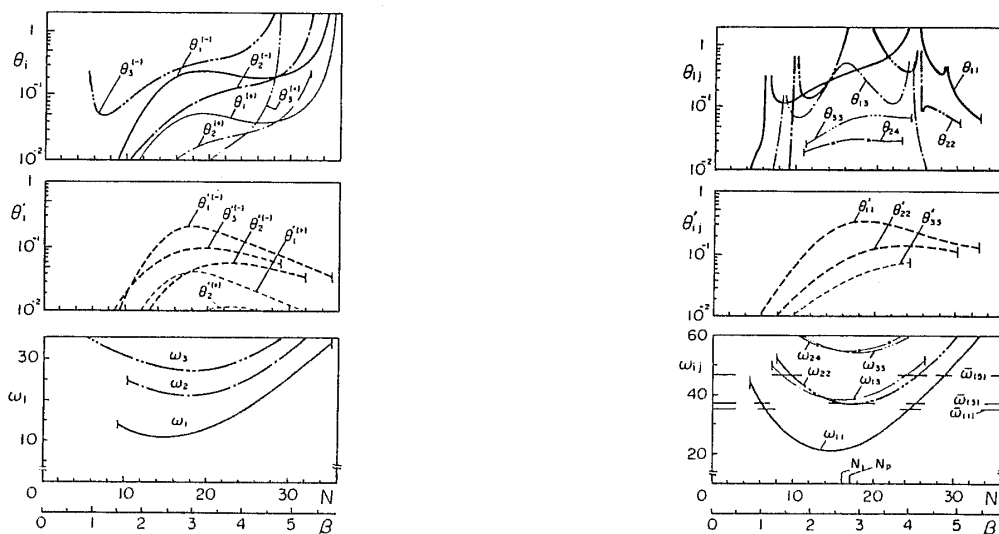 1
θᵢ
10⁻¹
10⁻²
θ₃⁽⁻⁾
θ₁⁽⁻⁾
θ₂⁽⁻⁾
θ₁⁽⁺⁾
θ₃⁽⁺⁾
θ₂⁽⁺⁾
1
θ′ᵢ
10⁻¹
10⁻²
θ′₁⁽⁻⁾
θ′₃⁽⁻⁾
θ′₂⁽⁻⁾
θ′₁⁽⁺⁾
θ′₂⁽⁺⁾
30
ωᵢ
10
ω₃
ω₂
ω₁
0 10 20 30 N
0 1 2 3 4 5 β
1
θᵢⱼ
10⁻¹
10⁻²
θ₁₁
θ₁₃
θ₃₃
θ₂₄
θ₂₂
1
θ′ᵢⱼ
10⁻¹
10⁻²
θ′₁₁
θ′₂₂
θ′₃₃
60
ωᵢⱼ
40
20
ω₂₄
ω₂₂
ω₃₃
ω₁₃
ω₁₁
ω̄₍₁₅₎
ω̄₍₁₃₎
ω̄₍₁₁₎
N₁ Nₚ
0 10 20 30 N
0 1 2 3 4 5 β